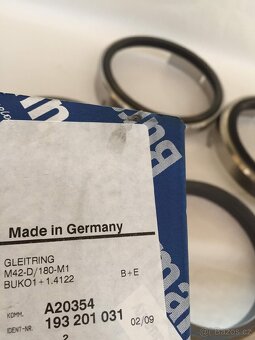 Made in Germany
GLEITRING
M42-D/180-M1 B+E
BUKO1+1.4122
KOMM. A20354
IDENT-NR. 193 201 031 02/09